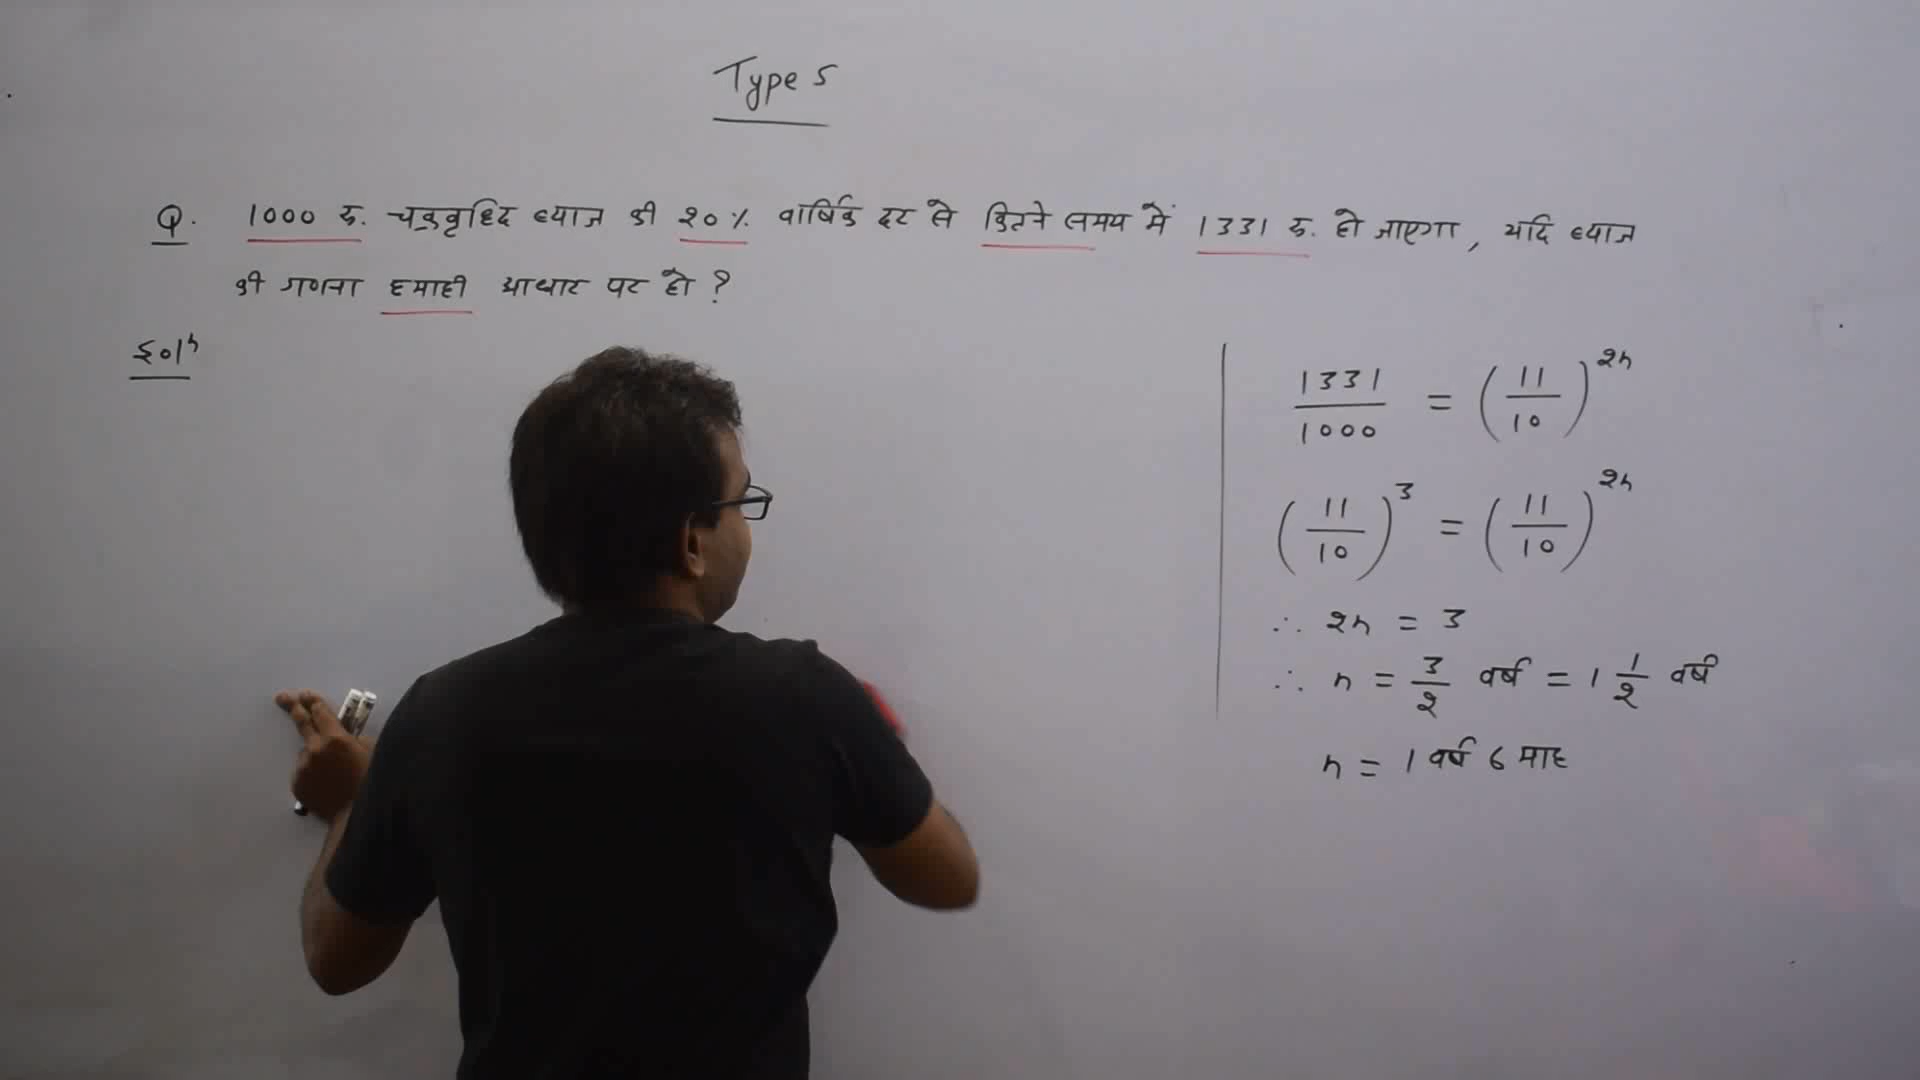 Type 5
Q. 1000 रु. चक्रवृध्दि ब्याज की २०% वार्षिक दर से कितने समय में 1331 रु. हो जाएगा, यदि ब्याज
की गणना छमाही आधार पर हो ?
Solⁿ
1331/1000 = (11/10)^2n
(11/10)^3 = (11/10)^2n
∴ 2n = 3
∴ n = 3/2 वर्ष = 1 1/2 वर्ष
n = 1 वर्ष 6 माह